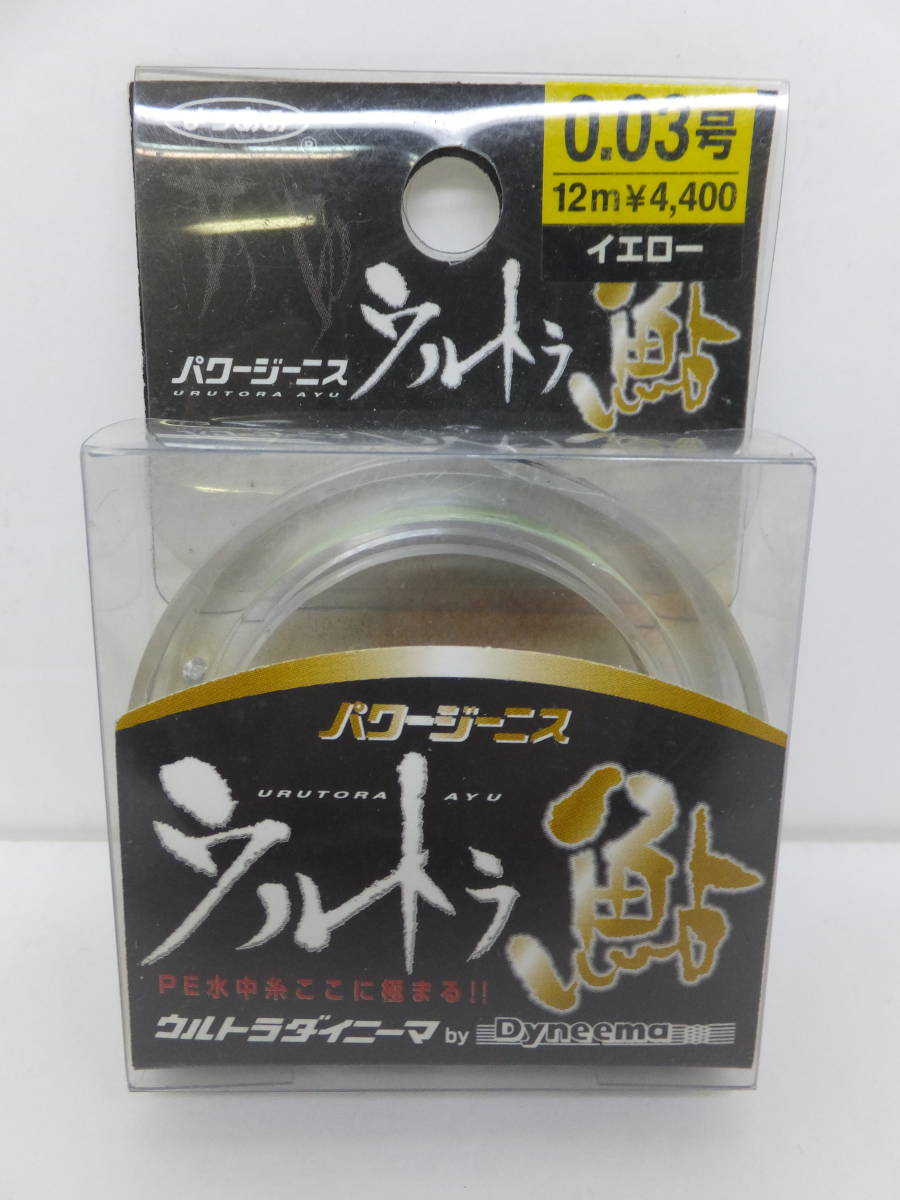 ®
0.03号
12m¥4,400
イエロー
パワージーニス ウルトラ 鮎
URUTORA AYU
パワージーニス
URUTORA AYU
ウルトラ 鮎
PE水中糸ここに極まる!!
ウルトラダイニーマ by Dyneema